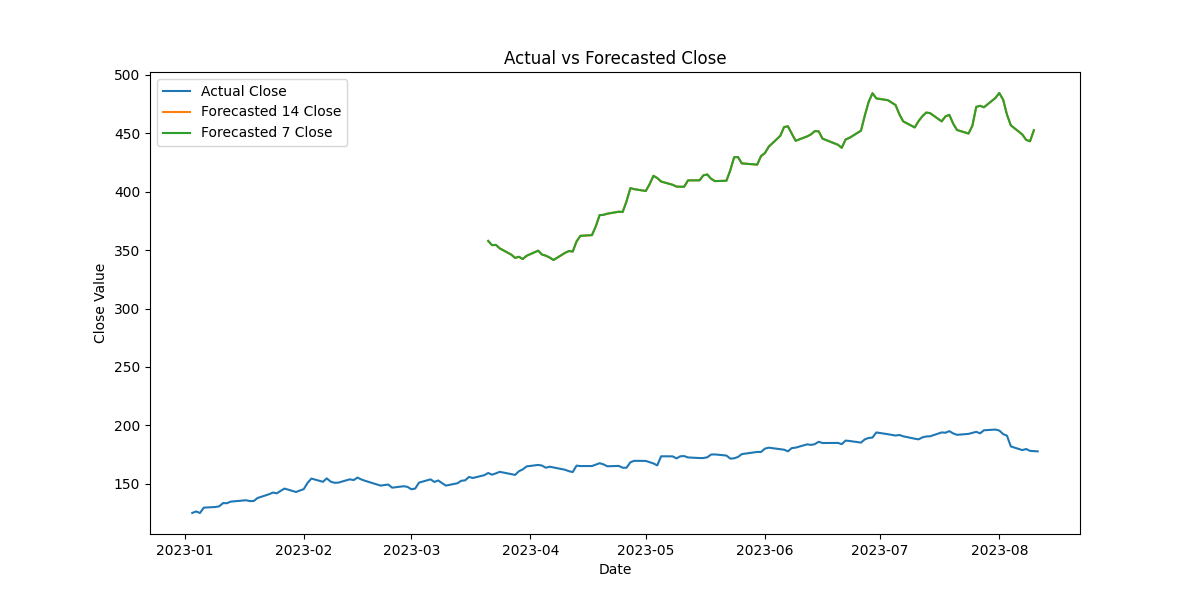 Actual vs Forecasted Close
Actual Close
Forecasted 14 Close
Forecasted 7 Close
500
450
400
350
300
250
200
150
Close Value
2023-01 2023-02 2023-03 2023-04 2023-05 2023-06 2023-07 2023-08
Date